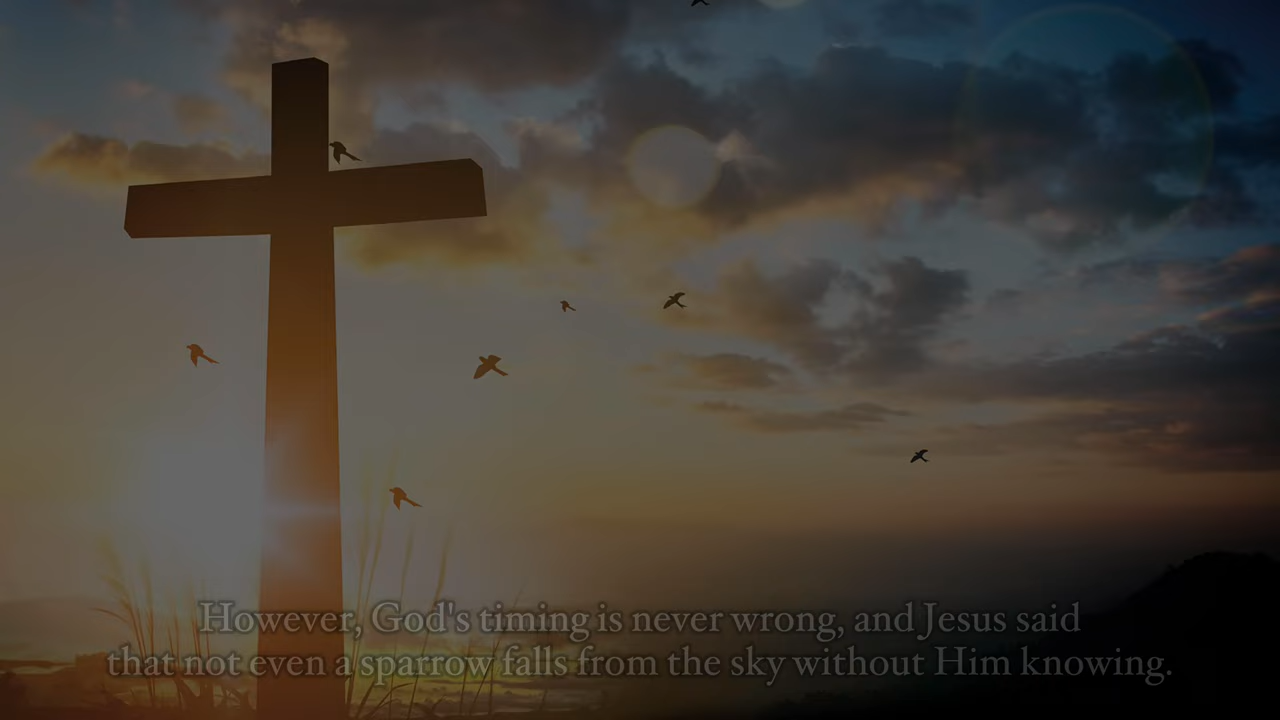 However, God's timing is never wrong, and Jesus said
that not even a sparrow falls from the sky without Him knowing.